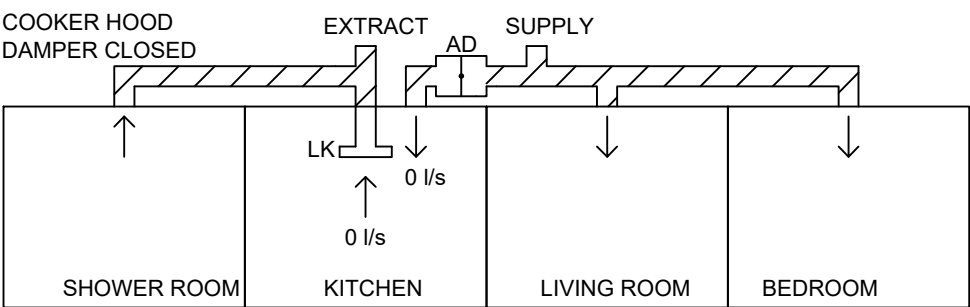 COOKER HOOD
DAMPER CLOSED
EXTRACT
SUPPLY
AD
LK
0 l/s
0 l/s
SHOWER ROOM
KITCHEN
LIVING ROOM
BEDROOM